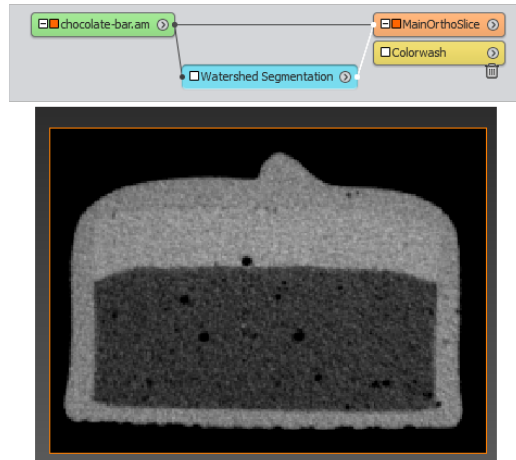 chocolate-bar.am
MainOrthoSlice
Colorwash
Watershed Segmentation